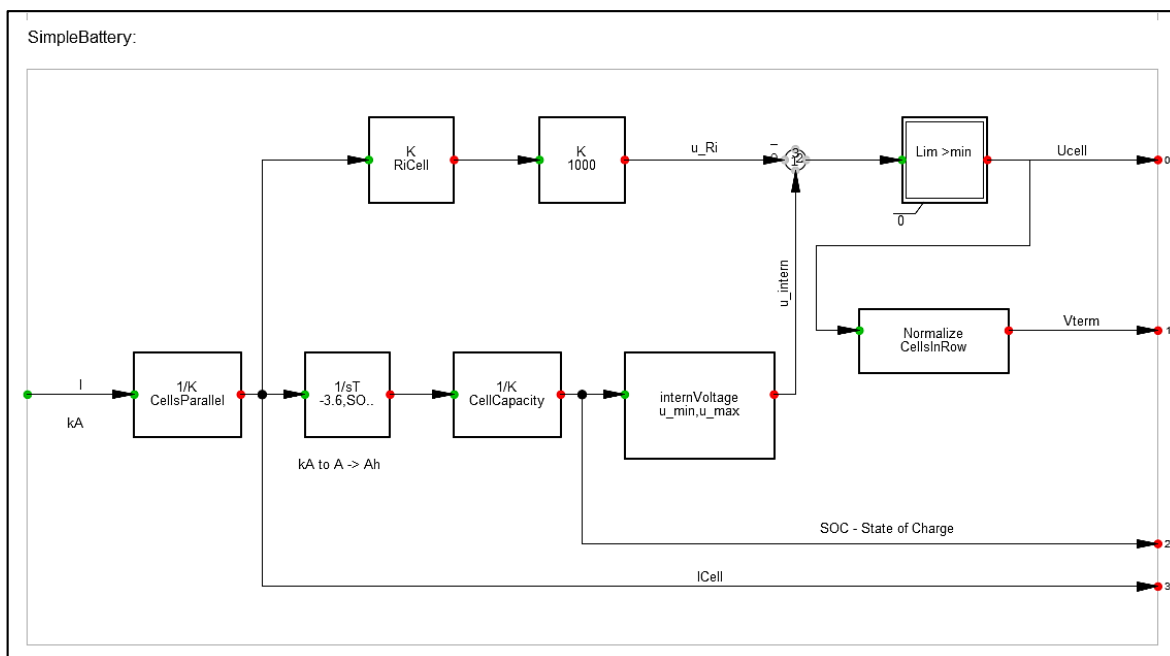 SimpleBattery:
K
RiCell
K
1000
u_Ri
Lim >min
0
Ucell
0
u_intern
Normalize
CellsInRow
Vterm
1
I
kA
1/K
CellsParallel
1/sT
-3.6,SO..
kA to A -> Ah
1/K
CellCapacity
internVoltage
u_min,u_max
SOC - State of Charge
2
ICell
3